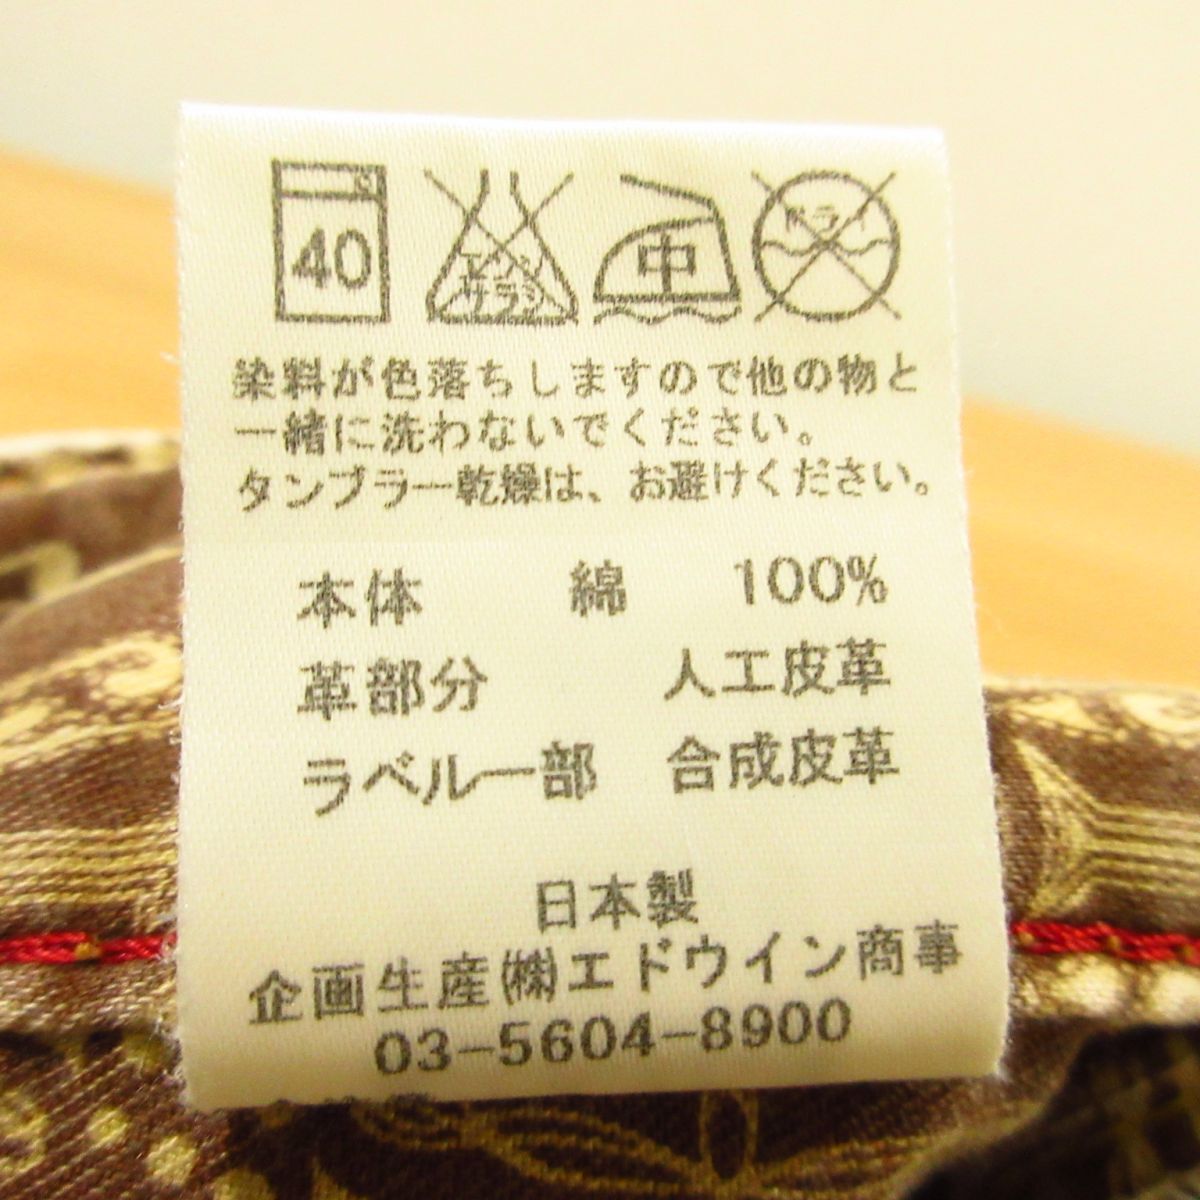 40 エンソサラシ 中 ドライ
染料が色落ちしますので他の物と
一緒に洗わないでください。
タンブラー乾燥は、お避けください。
本体 綿 100%
革部分 人工皮革
ラベル一部 合成皮革
日本製
企画生産㈱エドウイン商事
03-5604-8900